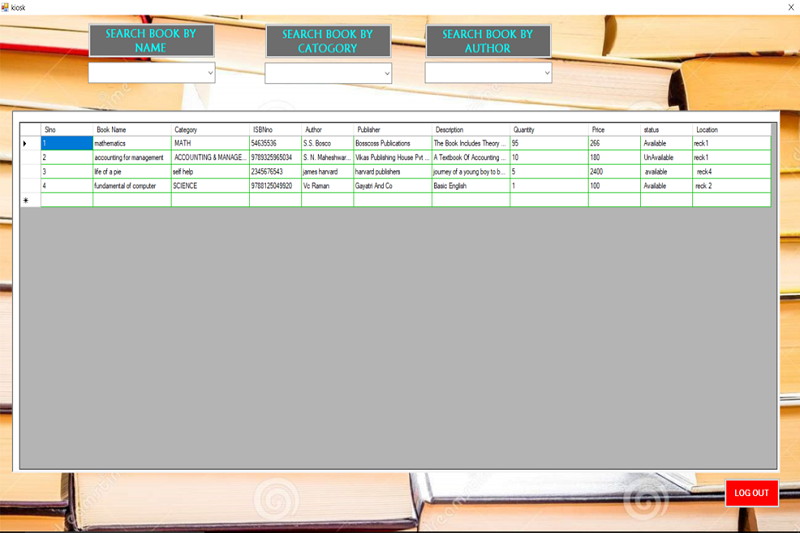 kiosk
SEARCH BOOK BY
NAME
SEARCH BOOK BY
CATOGORY
SEARCH BOOK BY
AUTHOR
Slno Book Name Category ISBNno Author Publisher Description Quantity Price status Location
1 mathematics MATH 54635536 S.S. Bosco Bosscoss Publications The Book Includes Theory ... 95 266 Available reck1
2 accounting for management ACCOUNTING & MANAGE... 9789325965034 S. N. Maheshwar... Vikas Publishing House Pvt ... A Textbook Of Accounting ... 10 180 UnAvailable reck1
3 life of a pie self help 2345676543 james harvard harvard publishers journey of a young boy to b... 5 2400 available reck4
4 fundamental of computer SCIENCE 9788125049920 Vc Raman Gayatri And Co Basic English 1 100 Available reck 2
LOG OUT